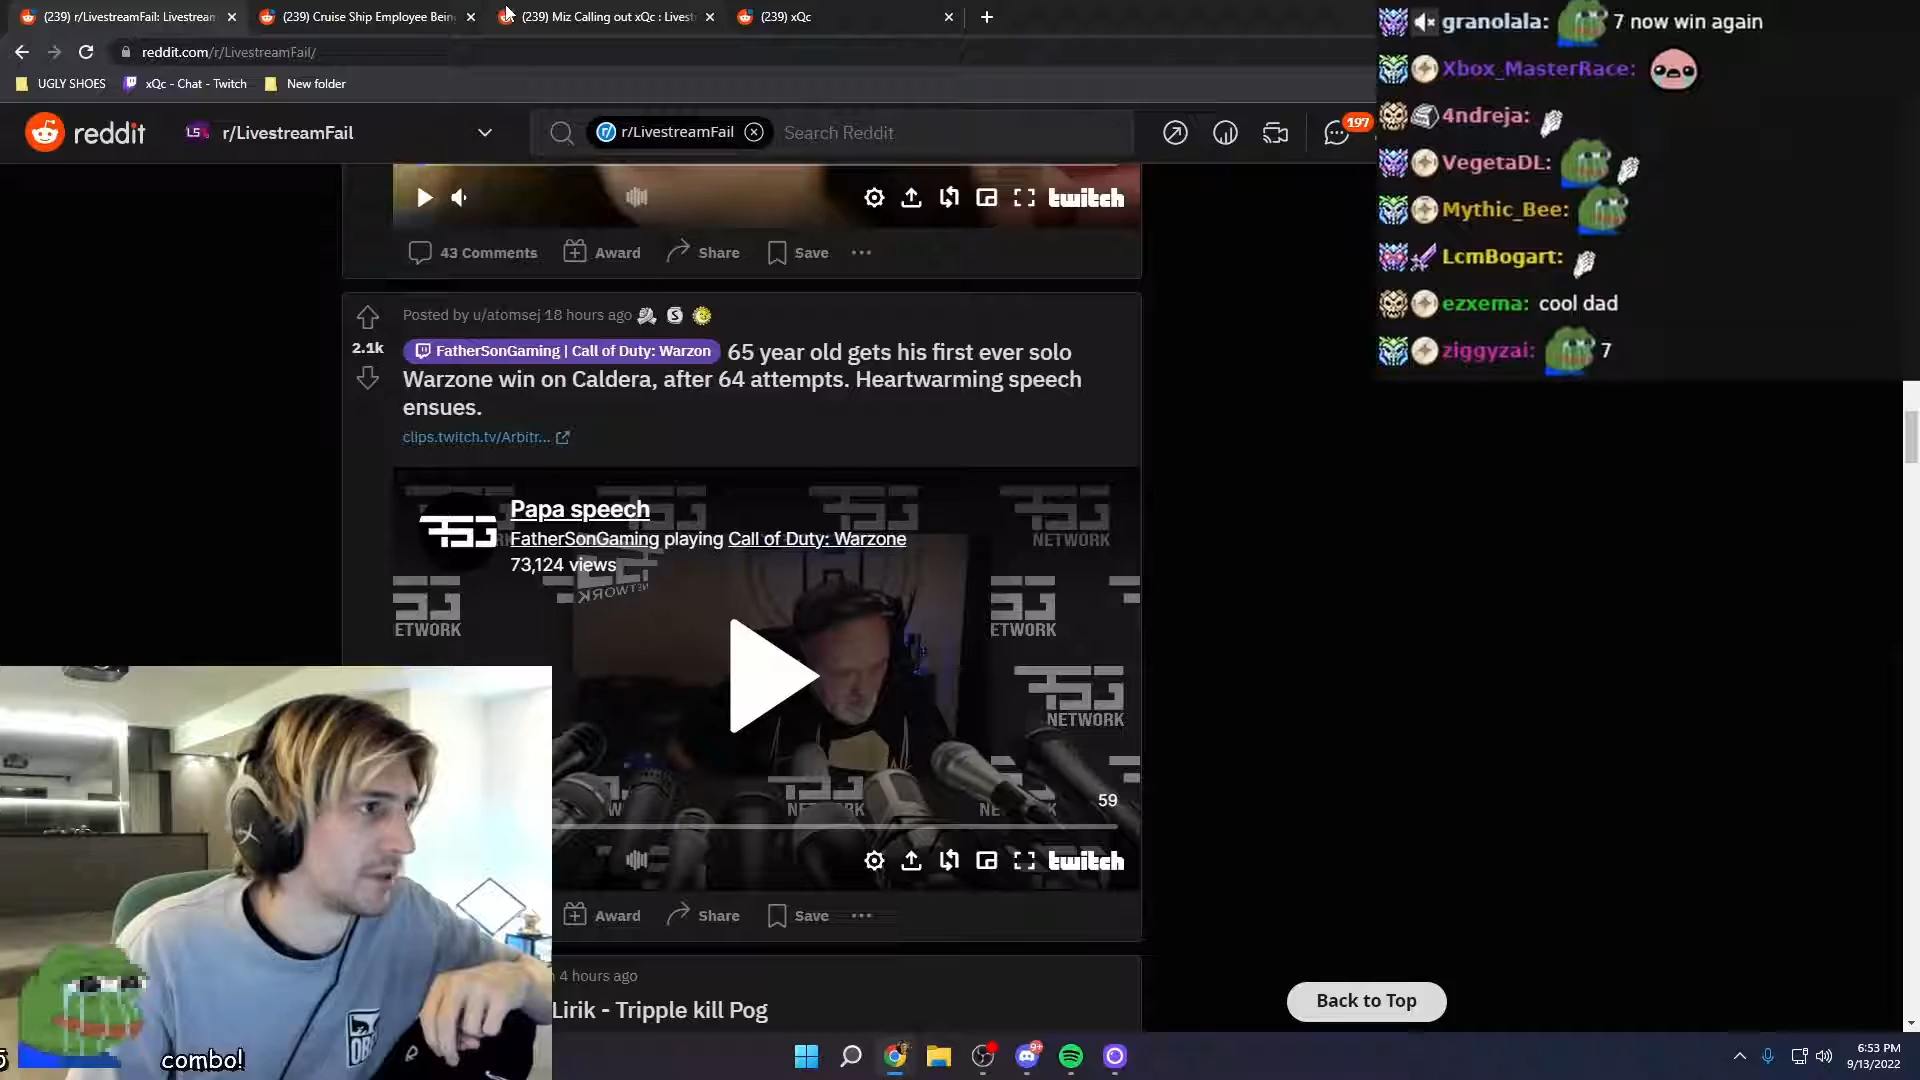 (239) r/LivestreamFail: Livestream
(239) Cruise Ship Employee Bein
(239) Miz Calling out xQc : Livest
(239) xQc
reddit.com/r/LivestreamFail/
UGLY SHOES
xQc - Chat - Twitch
New folder
reddit
LSF
r/LivestreamFail
r/LivestreamFail
Search Reddit
197
granolala: 7 now win again
Xbox_MasterRace:
4ndreja:
VegetaDL:
Mythic_Bee:
LcmBogart:
ezxema: cool dad
ziggyzai: 7
twitch
43 Comments Award Share Save
Posted by u/atomsej 18 hours ago
2.1k
FatherSonGaming | Call of Duty: Warzon 65 year old gets his first ever solo
Warzone win on Caldera, after 64 attempts. Heartwarming speech
ensues.
clips.twitch.tv/Arbitr...
Papa speech
FatherSonGaming playing Call of Duty: Warzone
73,124 views
NETWORK
NETWORK
ETWORK
ETWORK
NETWORK
59
twitch
Award Share Save
4 hours ago
Lirik - Tripple kill Pog
Back to Top
combo!
9+
6:53 PM
9/13/2022